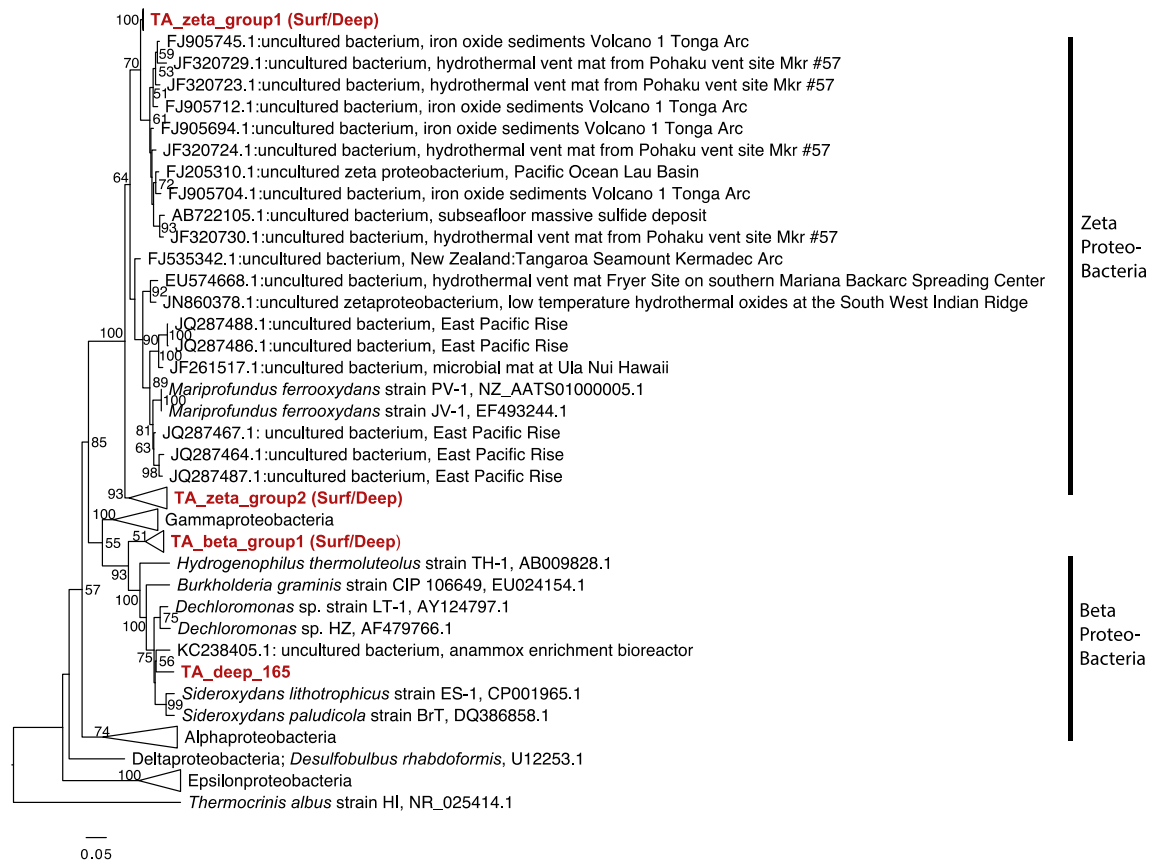 100 TA_zeta_group1 (Surf/Deep)
FJ905745.1:uncultured bacterium, iron oxide sediments Volcano 1 Tonga Arc
59 JF320729.1:uncultured bacterium, hydrothermal vent mat from Pohaku vent site Mkr #57
70 53 JF320723.1:uncultured bacterium, hydrothermal vent mat from Pohaku vent site Mkr #57
51 FJ905712.1:uncultured bacterium, iron oxide sediments Volcano 1 Tonga Arc
61 FJ905694.1:uncultured bacterium, iron oxide sediments Volcano 1 Tonga Arc
JF320724.1:uncultured bacterium, hydrothermal vent mat from Pohaku vent site Mkr #57
64 FJ205310.1:uncultured zeta proteobacterium, Pacific Ocean Lau Basin
72 FJ905704.1:uncultured bacterium, iron oxide sediments Volcano 1 Tonga Arc
AB722105.1:uncultured bacterium, subseafloor massive sulfide deposit
93 JF320730.1:uncultured bacterium, hydrothermal vent mat from Pohaku vent site Mkr #57
FJ535342.1:uncultured bacterium, New Zealand:Tangaroa Seamount Kermadec Arc
EU574668.1:uncultured bacterium, hydrothermal vent mat Fryer Site on southern Mariana Backarc Spreading Center
92 JN860378.1:uncultured zetaproteobacterium, low temperature hydrothermal oxides at the South West Indian Ridge
JQ287488.1:uncultured bacterium, East Pacific Rise
100 90 100 JQ287486.1:uncultured bacterium, East Pacific Rise
100 JF261517.1:uncultured bacterium, microbial mat at Ula Nui Hawaii
89 Mariprofundus ferrooxydans strain PV-1, NZ_AATS01000005.1
100 Mariprofundus ferrooxydans strain JV-1, EF493244.1
81 JQ287467.1: uncultured bacterium, East Pacific Rise
85 63 JQ287464.1: uncultured bacterium, East Pacific Rise
98 JQ287487.1: uncultured bacterium, East Pacific Rise
93 TA_zeta_group2 (Surf/Deep)
100 Gammaproteobacteria
55 51 TA_beta_group1 (Surf/Deep)
93 Hydrogenophilus thermoluteolus strain TH-1, AB009828.1
57 Burkholderia graminis strain CIP 106649, EU024154.1
100 Dechloromonas sp. strain LT-1, AY124797.1
100 75 Dechloromonas sp. HZ, AF479766.1
KC238405.1: uncultured bacterium, anammox enrichment bioreactor
75 56 TA_deep_165
Sideroxydans lithotrophicus strain ES-1, CP001965.1
99 Sideroxydans paludicola strain BrT, DQ386858.1
74 Alphaproteobacteria
Deltaproteobacteria; Desulfobulbus rhabdoformis, U12253.1
100 Epsilonproteobacteria
Thermocrinis albus strain HI, NR_025414.1
0.05
Zeta
Proteo-
Bacteria
Beta
Proteo-
Bacteria